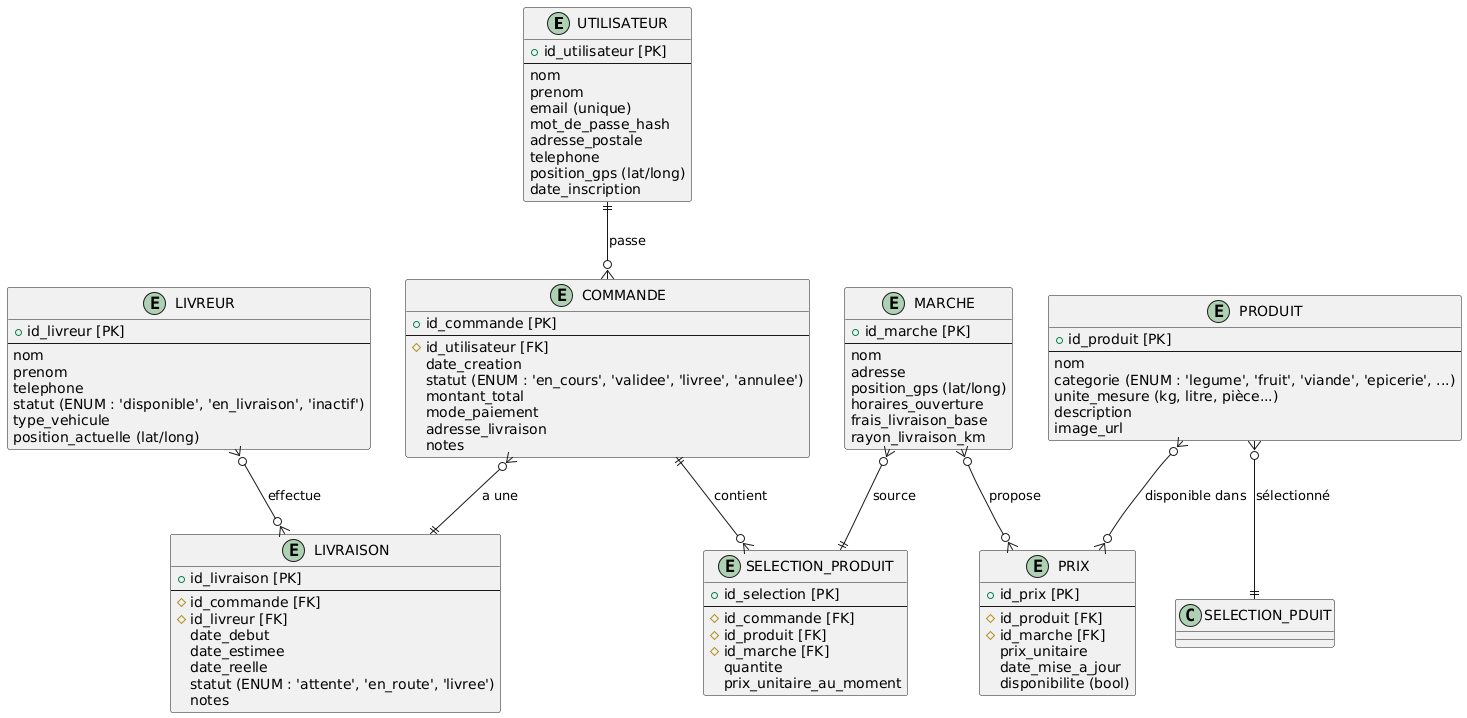 E UTILISATEUR
id_utilisateur [PK]
nom
prenom
email (unique)
mot_de_passe_hash
adresse_postale
telephone
position_gps (lat/long)
date_inscription
passe
E LIVREUR
id_livreur [PK]
nom
prenom
telephone
statut (ENUM : 'disponible', 'en_livraison', 'inactif')
type_vehicule
position_actuelle (lat/long)
E COMMANDE
id_commande [PK]
id_utilisateur [FK]
date_creation
statut (ENUM : 'en_cours', 'validee', 'livree', 'annulee')
montant_total
mode_paiement
adresse_livraison
notes
E MARCHE
id_marche [PK]
nom
adresse
position_gps (lat/long)
horaires_ouverture
frais_livraison_base
rayon_livraison_km
E PRODUIT
id_produit [PK]
nom
categorie (ENUM : 'legume', 'fruit', 'viande', 'epicerie', ...)
unite_mesure (kg, litre, pièce...)
description
image_url
effectue
a une
contient
source
propose
disponible dans
sélectionné
E LIVRAISON
id_livraison [PK]
id_commande [FK]
id_livreur [FK]
date_debut
date_estimee
date_reelle
statut (ENUM : 'attente', 'en_route', 'livree')
notes
E SELECTION_PRODUIT
id_selection [PK]
id_commande [FK]
id_produit [FK]
id_marche [FK]
quantite
prix_unitaire_au_moment
E PRIX
id_prix [PK]
id_produit [FK]
id_marche [FK]
prix_unitaire
date_mise_a_jour
disponibilite (bool)
C SELECTION_PDUIT